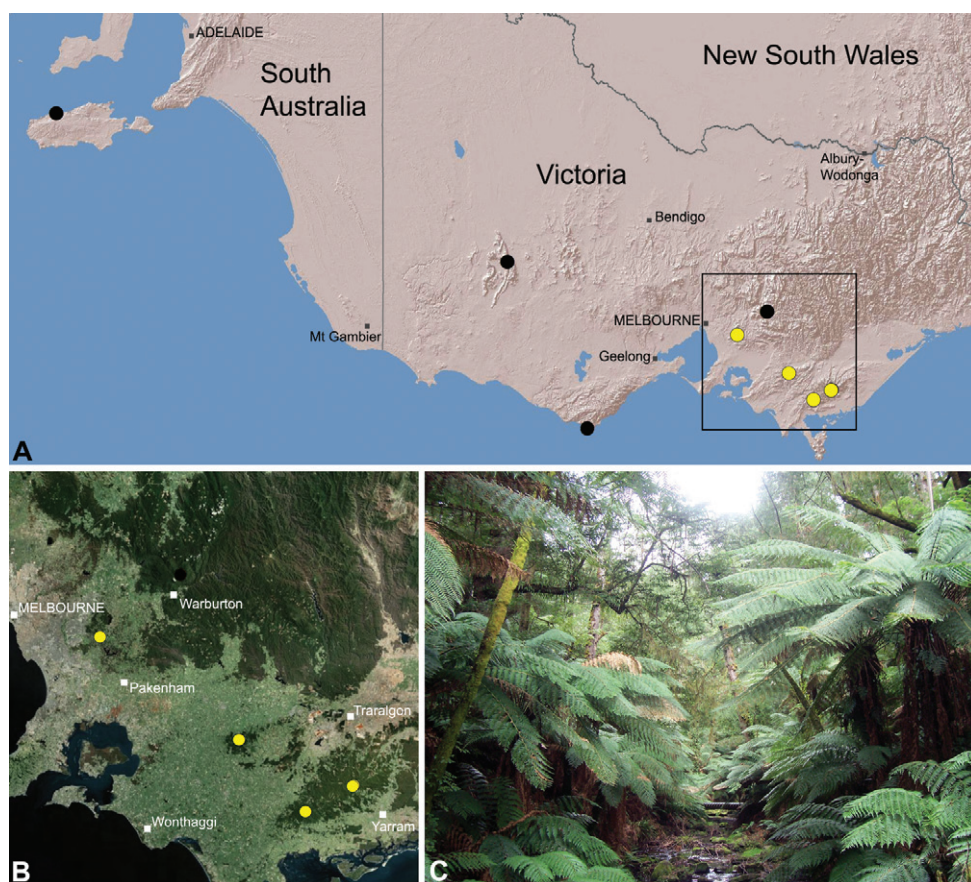 ADELAIDE
South
Australia
New South Wales
Victoria
Albury-
Wodonga
Bendigo
MELBOURNE
Mt Gambier
Geelong
A
MELBOURNE
Warburton
Pakenham
Traralgon
Wonthaggi
Yarram
B
C